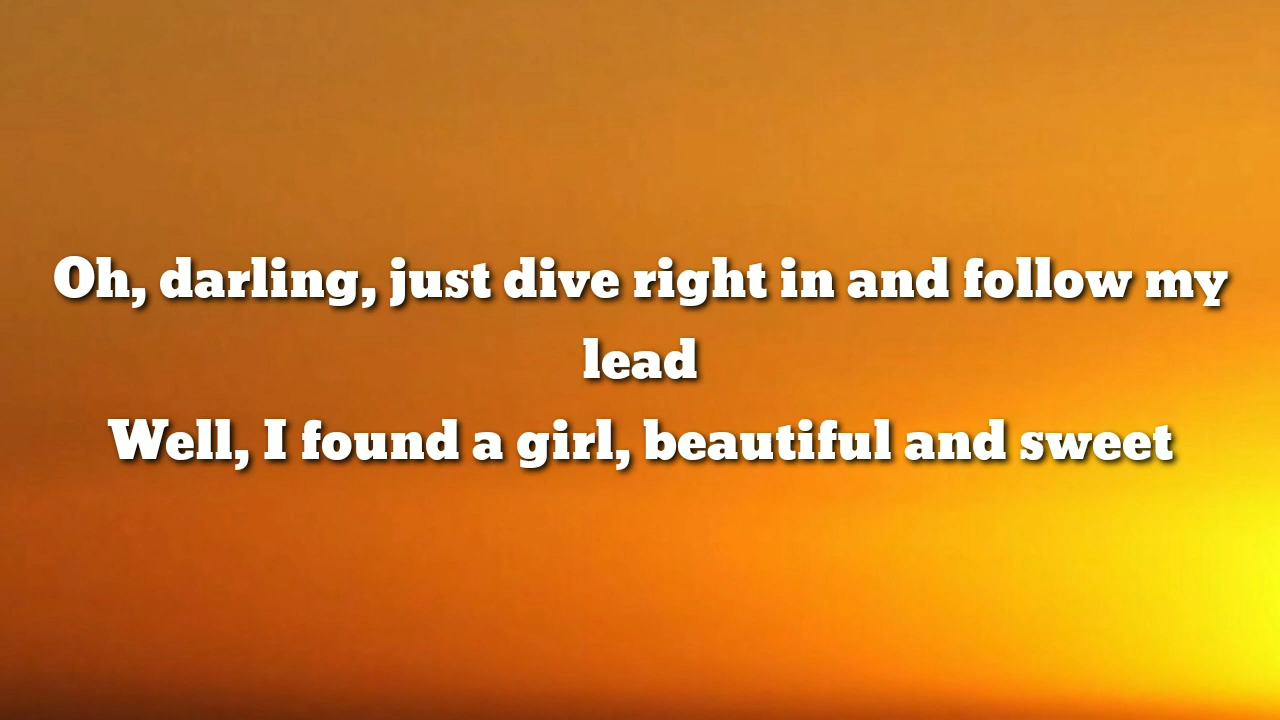 Oh, darling, just dive right in and follow my
lead
Well, I found a girl, beautiful and sweet